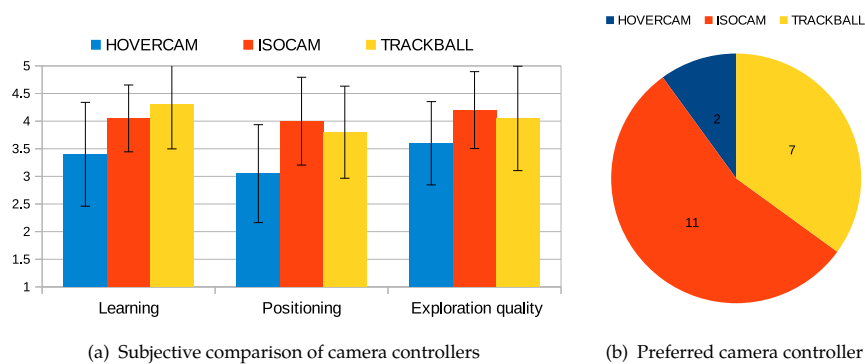 HOVERCAM ISOCAM TRACKBALL
5
4.5
4
3.5
3
2.5
2
1.5
1
Learning Positioning Exploration quality
(a) Subjective comparison of camera controllers
HOVERCAM ISOCAM TRACKBALL
2
7
11
(b) Preferred camera controller